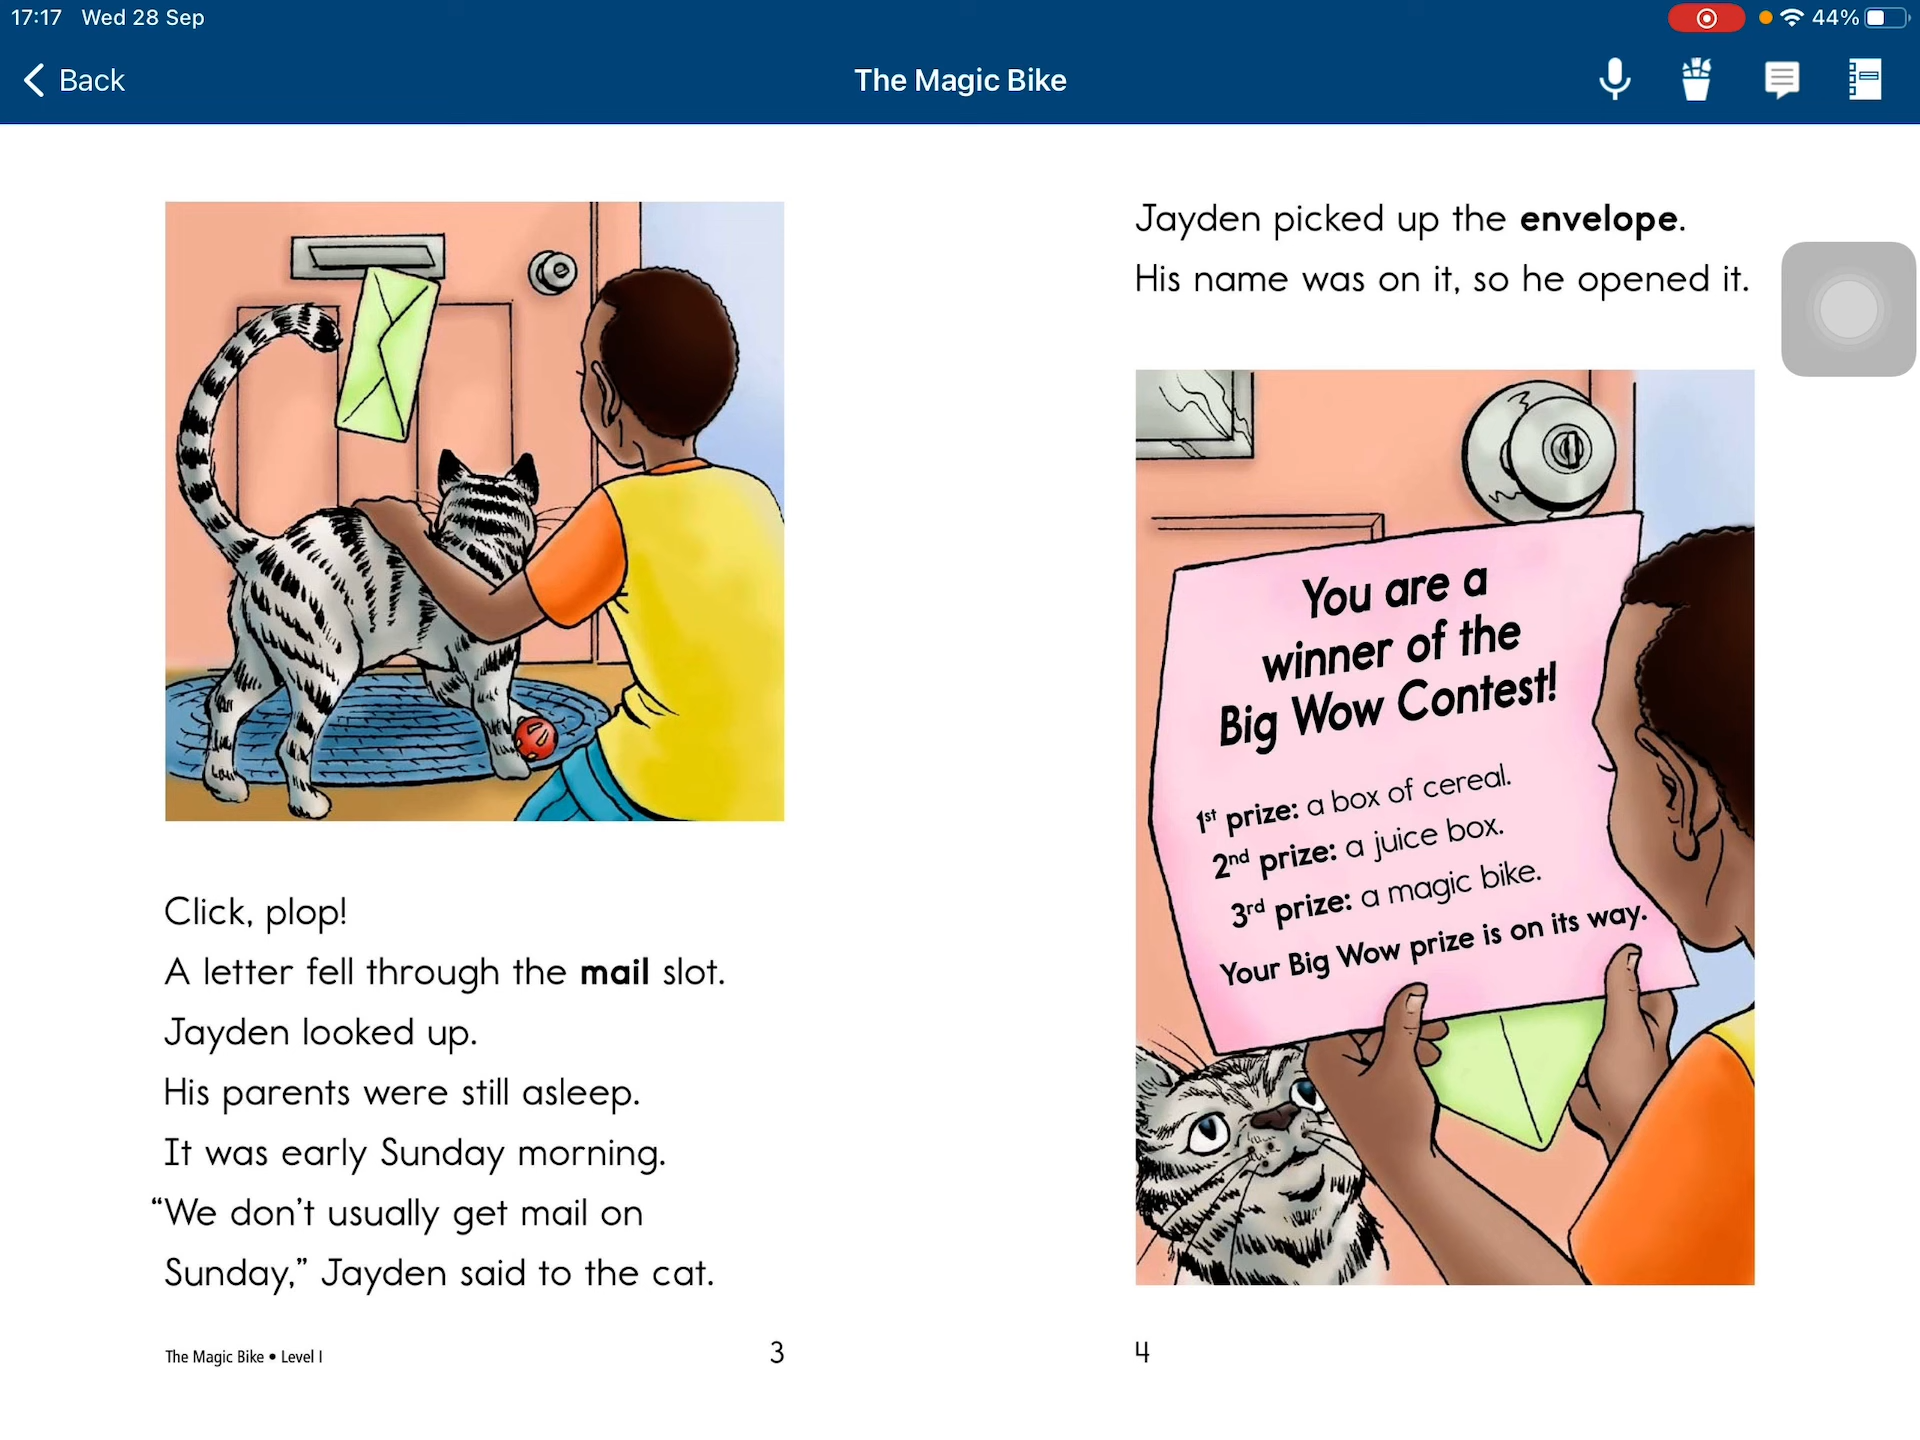 17:17 Wed 28 Sep
44%
Back
The Magic Bike
Click, plop!
A letter fell through the mail slot.
Jayden looked up.
His parents were still asleep.
It was early Sunday morning.
“We don’t usually get mail on
Sunday,” Jayden said to the cat.
The Magic Bike • Level I
3
Jayden picked up the envelope.
His name was on it, so he opened it.
You are a
winner of the
Big Wow Contest!
1st prize: a box of cereal.
2nd prize: a juice box.
3rd prize: a magic bike.
Your Big Wow prize is on its way.
4